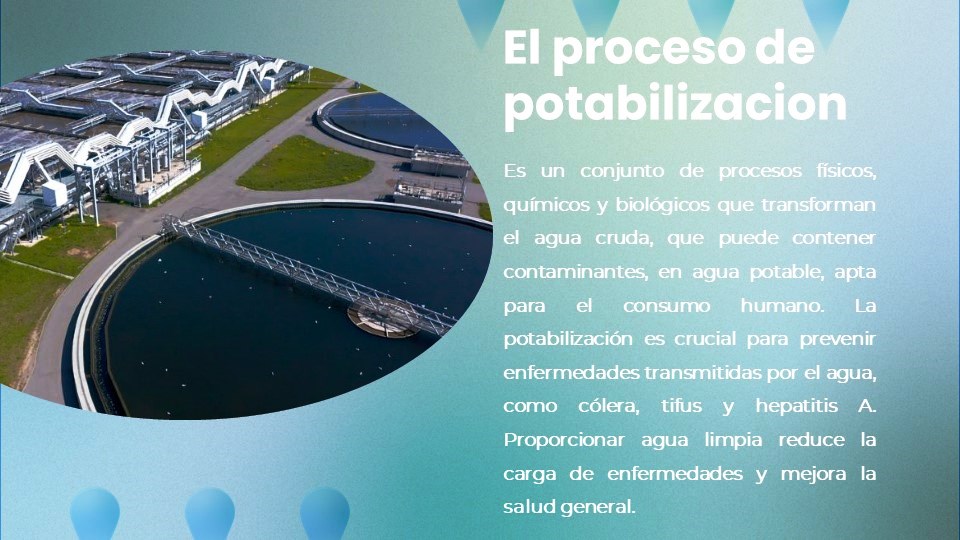 El proceso de
potabilizacion
Es un conjunto de procesos físicos,
químicos y biológicos que transforman
el agua cruda, que puede contener
contaminantes, en agua potable, apta
para el consumo humano. La
potabilización es crucial para prevenir
enfermedades transmitidas por el agua,
como cólera, tifus y hepatitis A.
Proporcionar agua limpia reduce la
carga de enfermedades y mejora la
salud general.